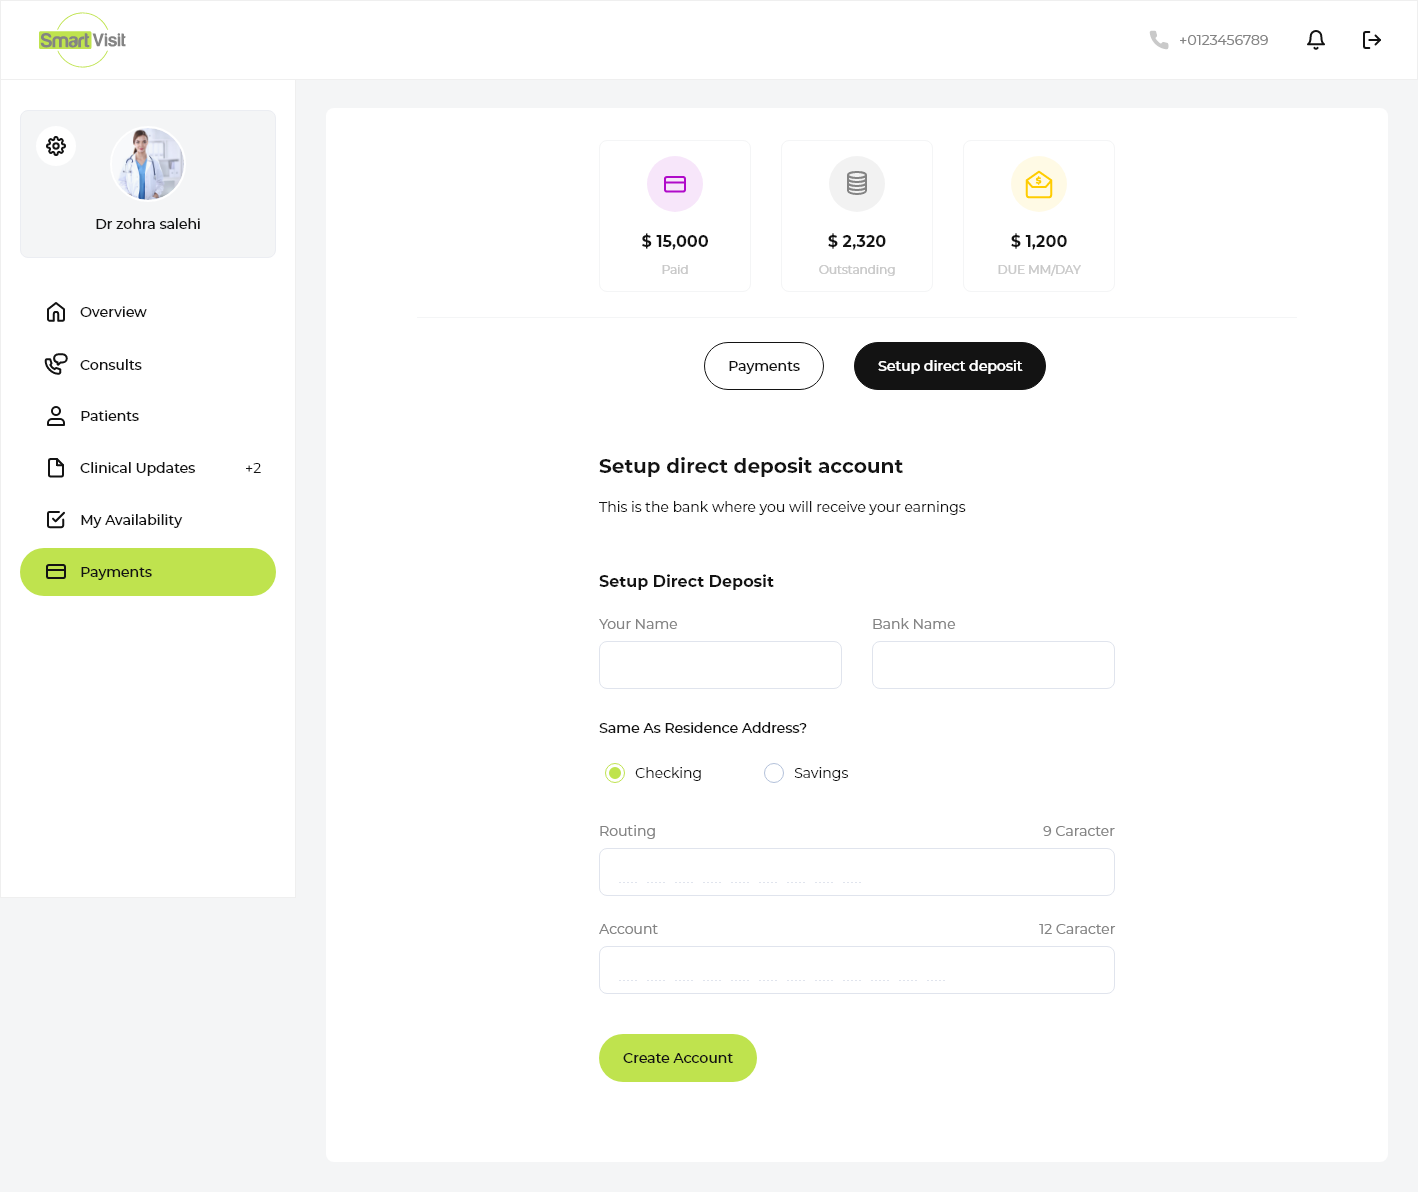 Smart Visit
+0123456789
Dr zohra salehi
Overview
Consults
Patients
Clinical Updates +2
My Availability
Payments
$ 15,000
Paid
$ 2,320
Outstanding
$ 1,200
DUE MM/DAY
Payments
Setup direct deposit
Setup direct deposit account
This is the bank where you will receive your earnings
Setup Direct Deposit
Your Name
Bank Name
Same As Residence Address?
Checking
Savings
Routing
9 Caracter
Account
12 Caracter
Create Account